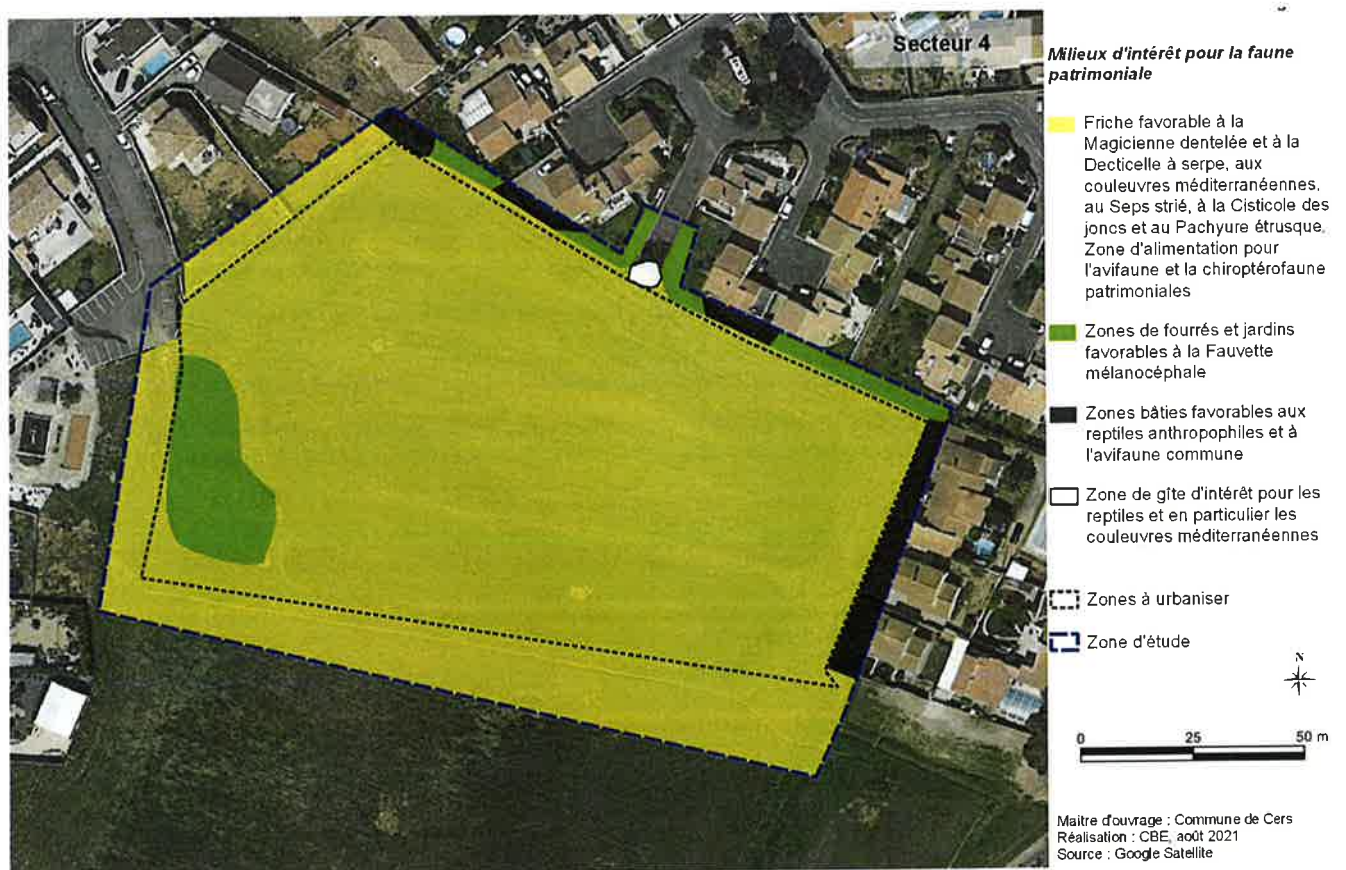 Secteur 4
Milieux d'intérêt pour la faune
patrimoniale
Friche favorable à la
Magicienne dentelée et à la
Decticelle à serpe, aux
couleuvres méditerranéennes,
au Seps strié, à la Cisticole des
joncs et au Pachyure étrusque.
Zone d'alimentation pour
l'avifaune et la chiroptérofaune
patrimoniales
Zones de fourrés et jardins
favorables à la Fauvette
mélanocéphale
Zones bâties favorables aux
reptiles anthropophiles et à
l'avifaune commune
Zone de gîte d'intérêt pour les
reptiles et en particulier les
couleuvres méditerranéennes
Zones à urbaniser
Zone d'étude
N
0 25 50 m
Maitre d'ouvrage : Commune de Cers
Réalisation : CBE, août 2021
Source : Google Satellite